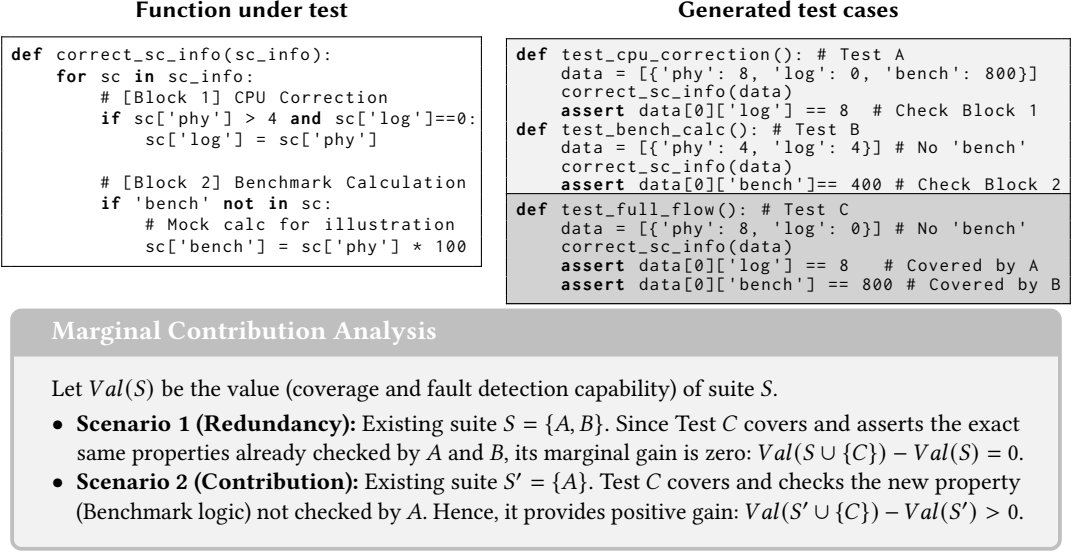 Function under test
def correct_sc_info(sc_info):
    for sc in sc_info:
        # [Block 1] CPU Correction
        if sc['phy'] > 4 and sc['log']==0:
            sc['log'] = sc['phy']
        # [Block 2] Benchmark Calculation
        if 'bench' not in sc:
            # Mock calc for illustration
            sc['bench'] = sc['phy'] * 100
Generated test cases
def test_cpu_correction(): # Test A
    data = [{'phy': 8, 'log': 0, 'bench': 800}]
    correct_sc_info(data)
    assert data[0]['log'] == 8  # Check Block 1
def test_bench_calc(): # Test B
    data = [{'phy': 4, 'log': 4}] # No 'bench'
    correct_sc_info(data)
    assert data[0]['bench']== 400 # Check Block 2
def test_full_flow(): # Test C
    data = [{'phy': 8, 'log': 0}] # No 'bench'
    correct_sc_info(data)
    assert data[0]['log'] == 8   # Covered by A
    assert data[0]['bench'] == 800 # Covered by B
Marginal Contribution Analysis
Let Val(S) be the value (coverage and fault detection capability) of suite S.
• Scenario 1 (Redundancy): Existing suite S = {A, B}. Since Test C covers and asserts the exact
same properties already checked by A and B, its marginal gain is zero: Val(S ∪ {C}) − Val(S) = 0.
• Scenario 2 (Contribution): Existing suite S′ = {A}. Test C covers and checks the new property
(Benchmark logic) not checked by A. Hence, it provides positive gain: Val(S′ ∪ {C}) − Val(S′) > 0.